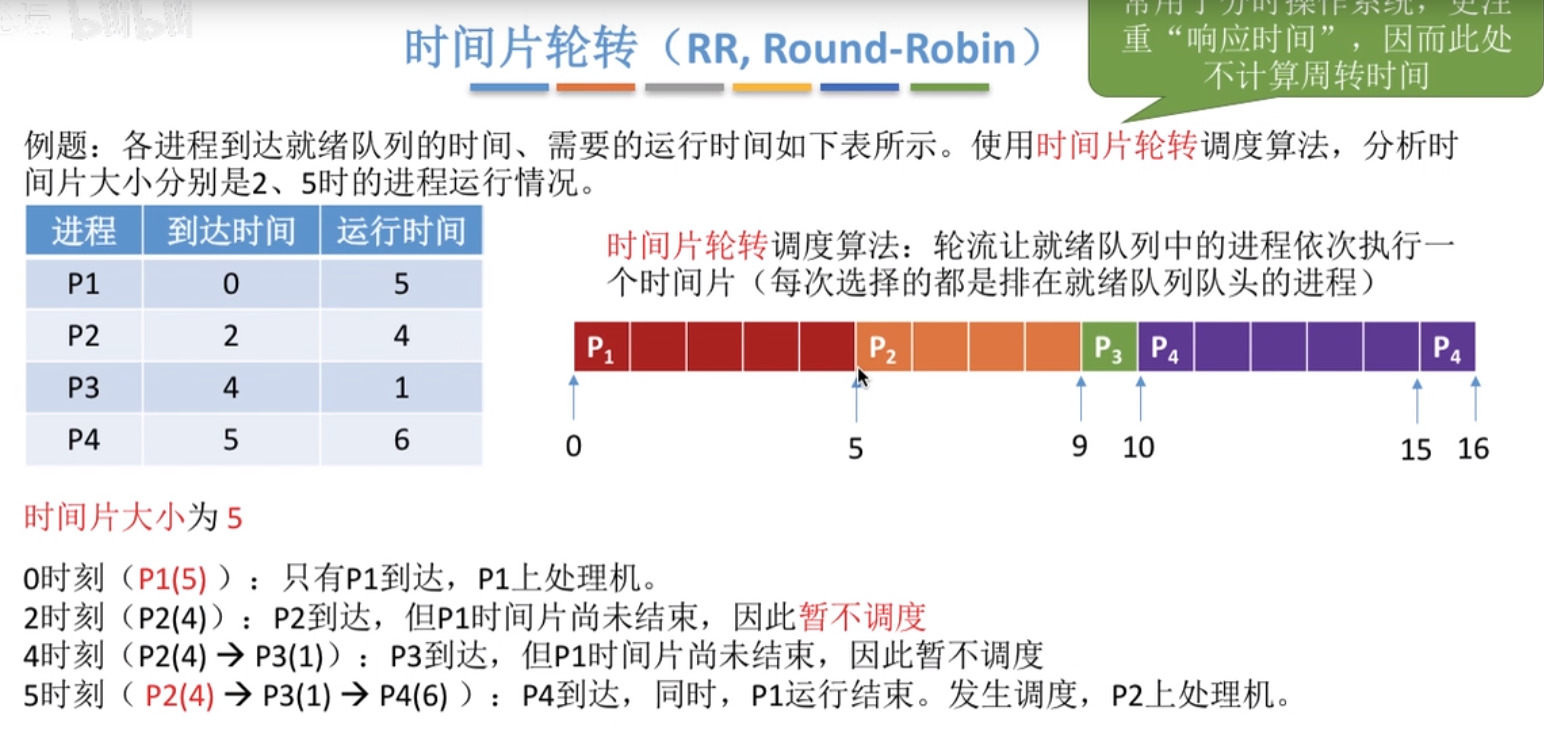 时间片轮转（RR, Round-Robin）
常用于分时操作系统，更注
重“响应时间”，因而此处
不计算周转时间
例题：各进程到达就绪队列的时间、需要的运行时间如下表所示。使用时间片轮转调度算法，分析时
间片大小分别是2、5时的进程运行情况。
进程 到达时间 运行时间
P1 0 5
P2 2 4
P3 4 1
P4 5 6
时间片轮转调度算法：轮流让就绪队列中的进程依次执行一
个时间片（每次选择的都是排在就绪队列队头的进程）
P1 P2 P3 P4 P4
0 5 9 10 15 16
时间片大小为 5
0时刻（P1(5) ）：只有P1到达，P1上处理机。
2时刻（P2(4)）：P2到达，但P1时间片尚未结束，因此暂不调度
4时刻（P2(4) → P3(1)）：P3到达，但P1时间片尚未结束，因此暂不调度
5时刻（ P2(4) → P3(1) → P4(6) ）：P4到达，同时，P1运行结束。发生调度，P2上处理机。